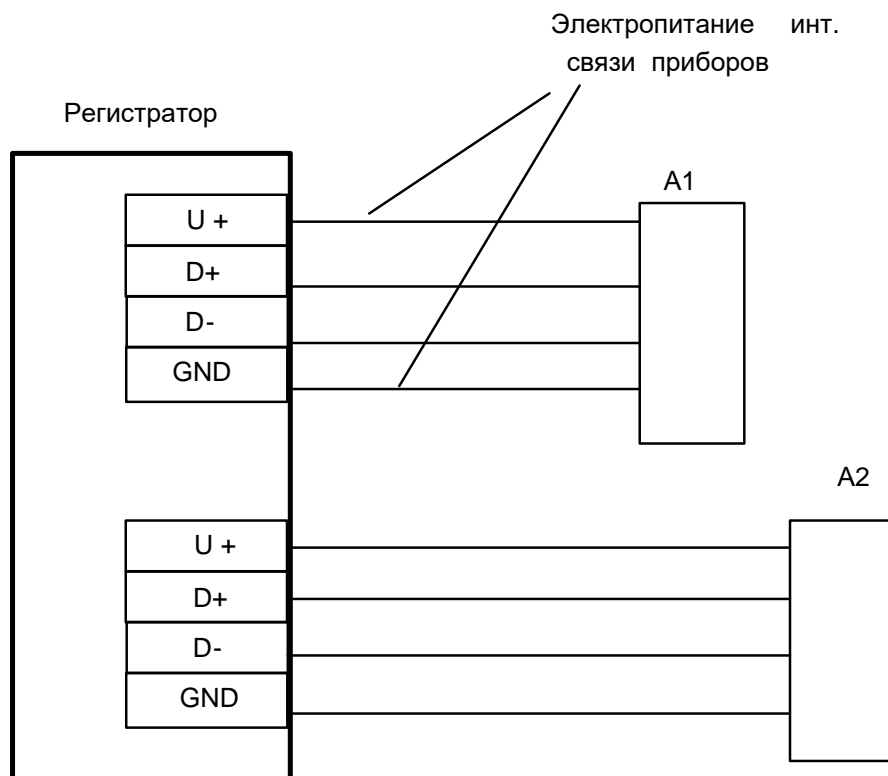 Электропитание инт.
связи приборов
Регистратор
A1
U +
D+
D-
GND
A2
U +
D+
D-
GND